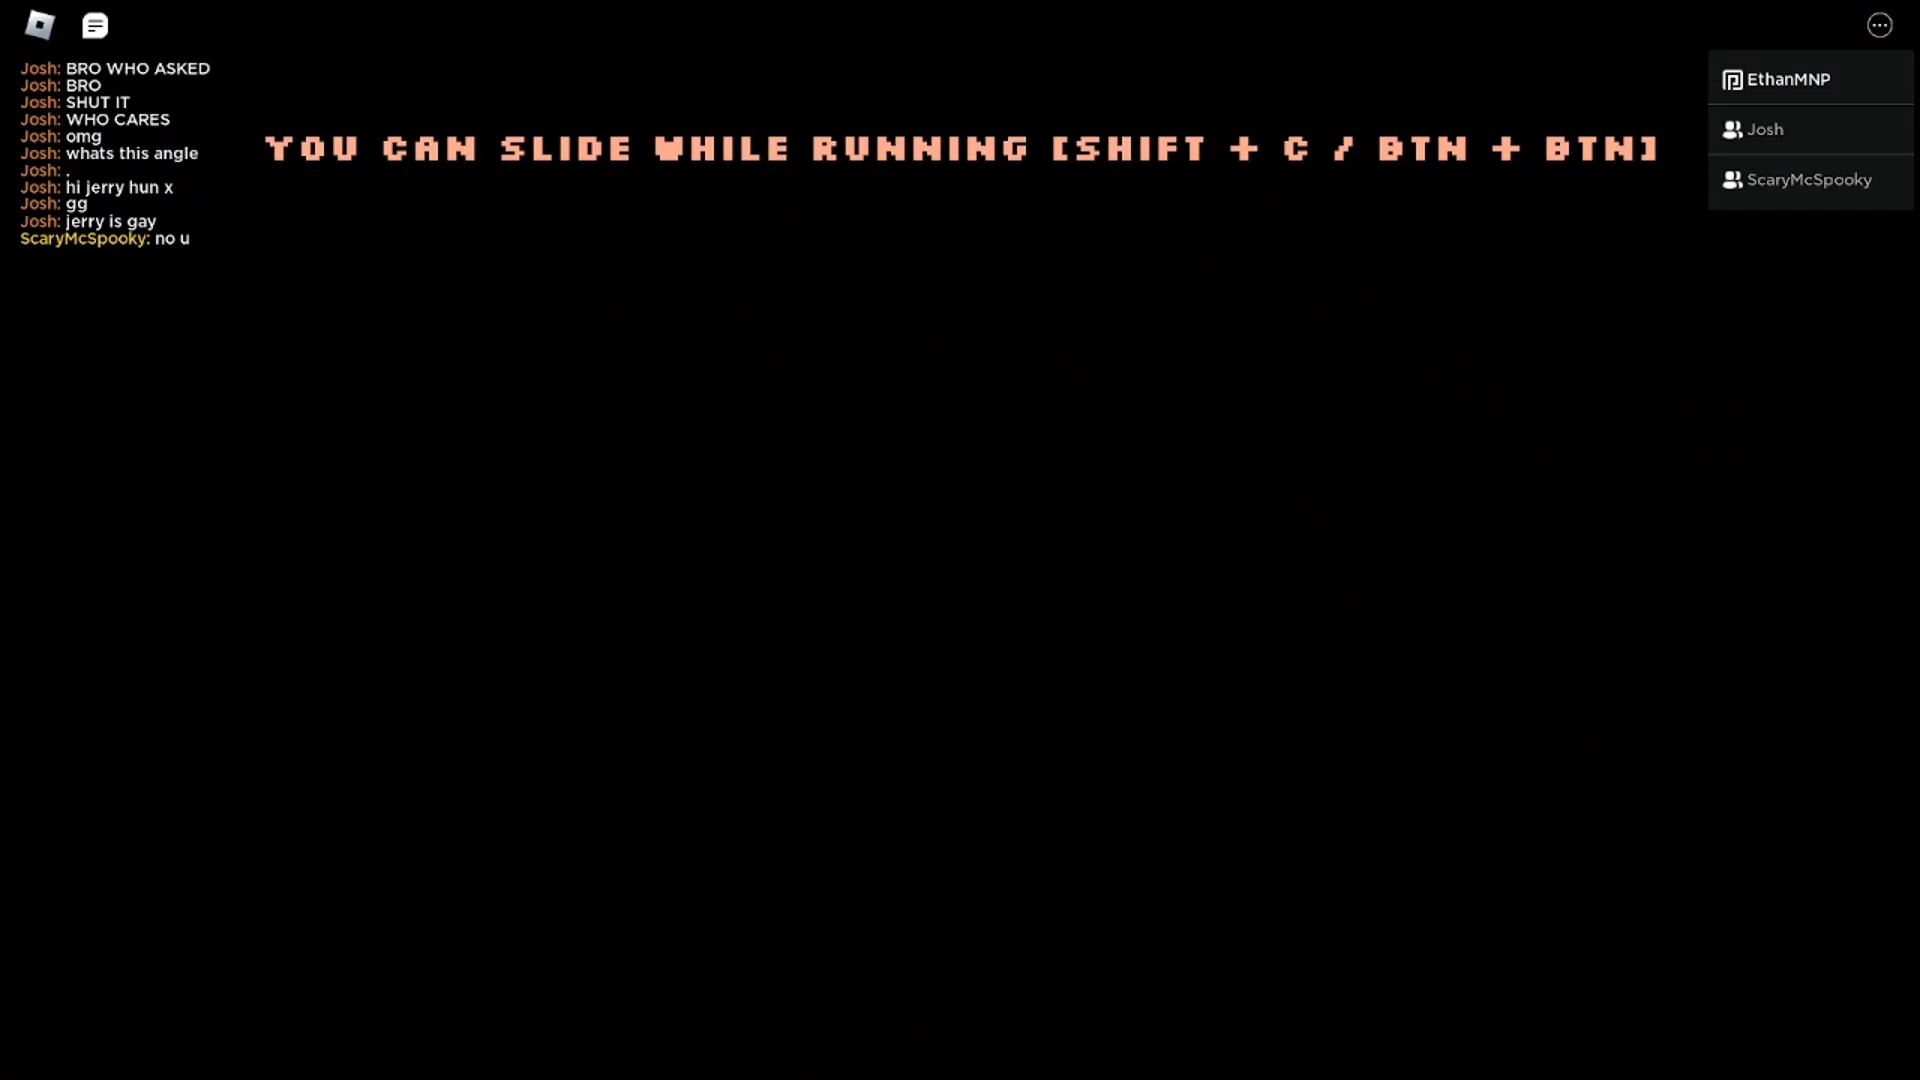 Josh: BRO WHO ASKED
Josh: BRO
Josh: SHUT IT
Josh: WHO CARES
Josh: omg
Josh: whats this angle
Josh: .
Josh: hi jerry hun x
Josh: gg
Josh: jerry is gay
ScaryMcSpooky: no u
YOU CAN SLIDE WHILE RUNNING [SHIFT + C / BTN + BTN]
EthanMNP
Josh
ScaryMcSpooky